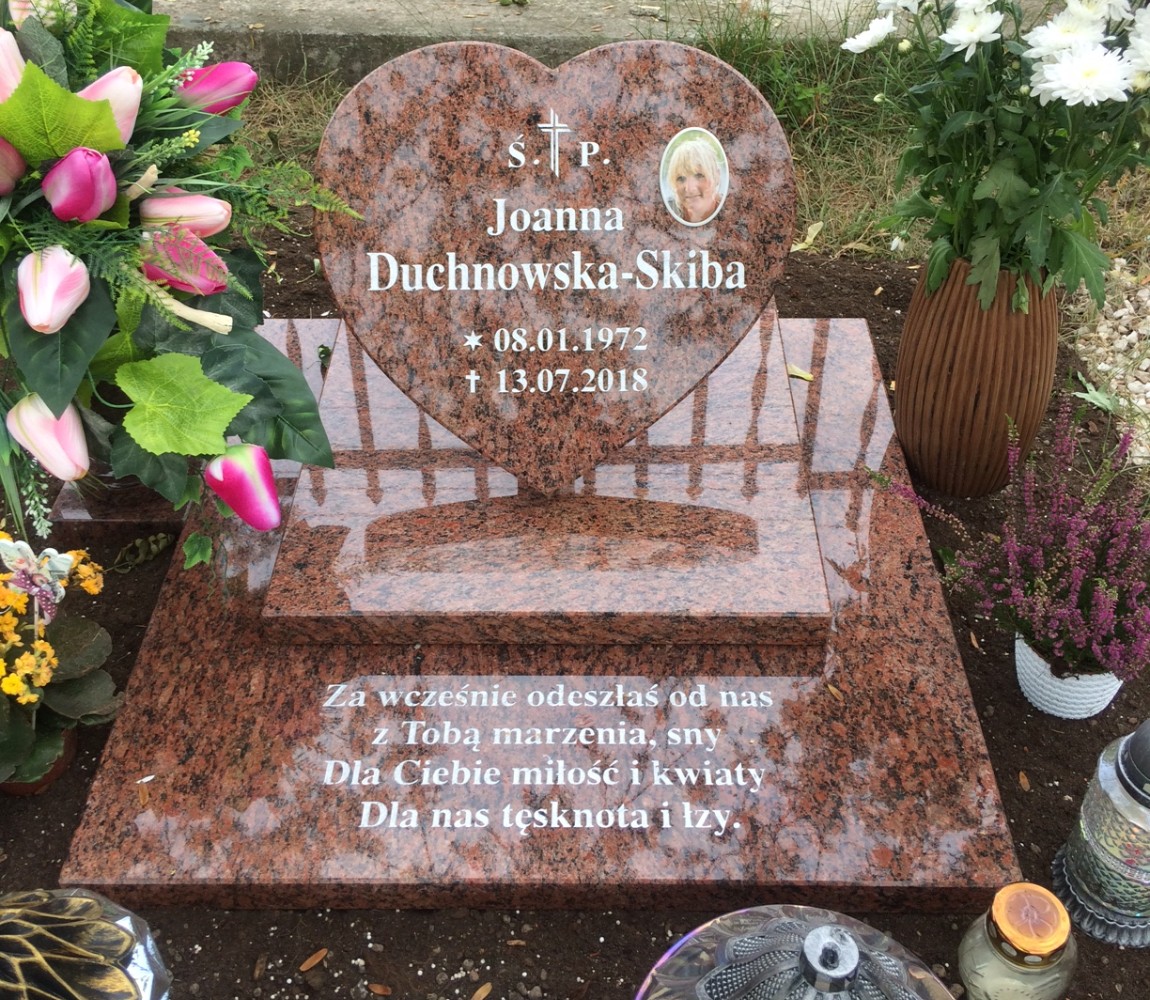 Ś. P.
Joanna
Duchnowska-Skiba
✶ 08.01.1972
✝ 13.07.2018
Za wcześnie odeszłaś od nas
z Tobą marzenia, sny
Dla Ciebie miłość i kwiaty
Dla nas tęsknota i łzy.